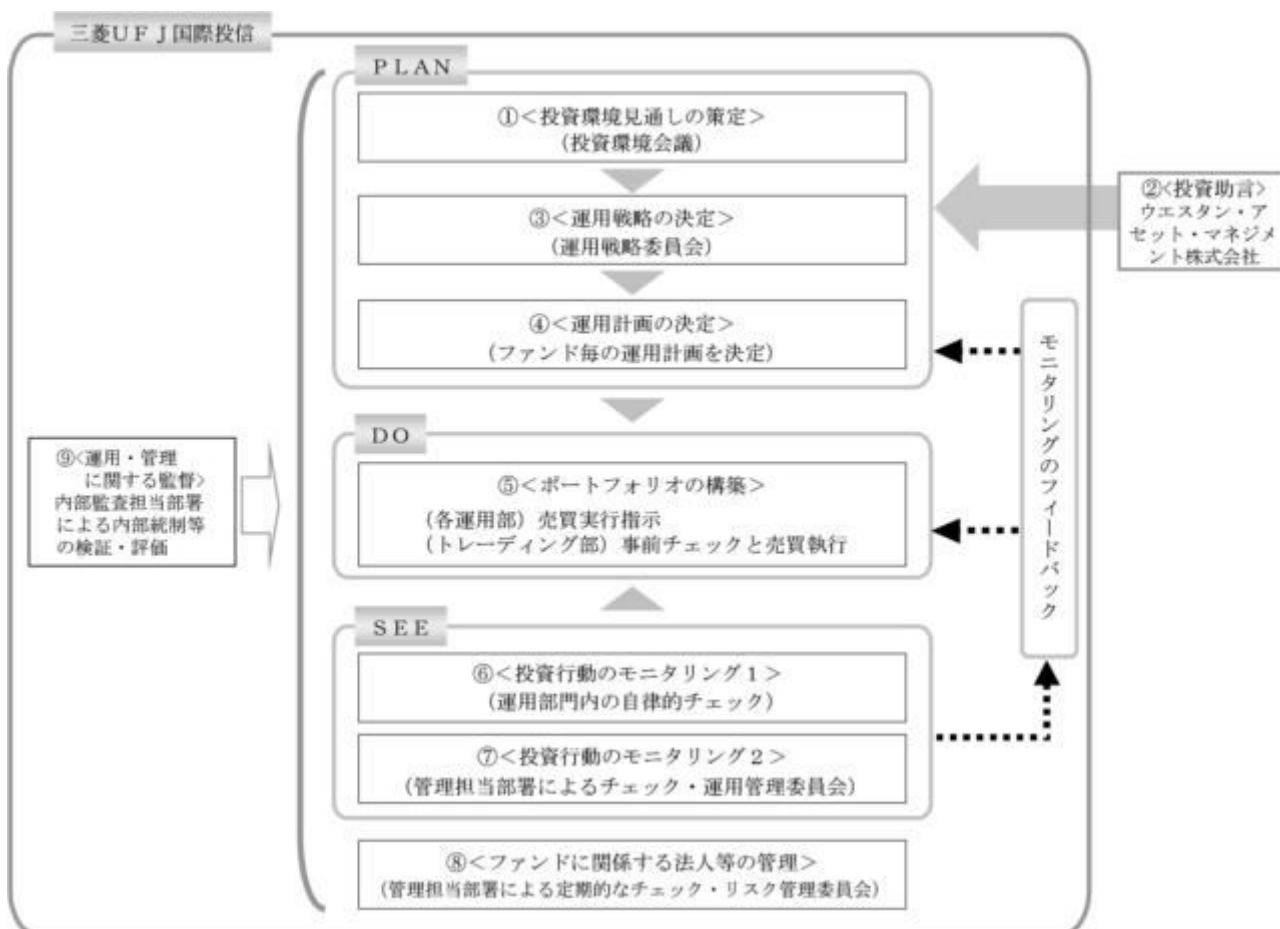 三菱UFJ国際投信
PLAN
①<投資環境見通しの策定>
(投資環境会議)
②<投資助言>
ウエスタン・ア
セット・マネジメ
ント株式会社
③<運用戦略の決定>
(運用戦略委員会)
④<運用計画の決定>
(ファンド毎の運用計画を決定)
モニタリングのフィードバック
DO
⑤<ポートフォリオの構築>
(各運用部)売買実行指示
(トレーディング部)事前チェックと売買執行
SEE
⑥<投資行動のモニタリング1>
(運用部門内の自律的チェック)
⑦<投資行動のモニタリング2>
(管理担当部署によるチェック・運用管理委員会)
⑧<ファンドに関係する法人等の管理>
(管理担当部署による定期的なチェック・リスク管理委員会)
⑨<運用・管理
に関する監督>
内部監査担当部署
による内部統制等
の検証・評価